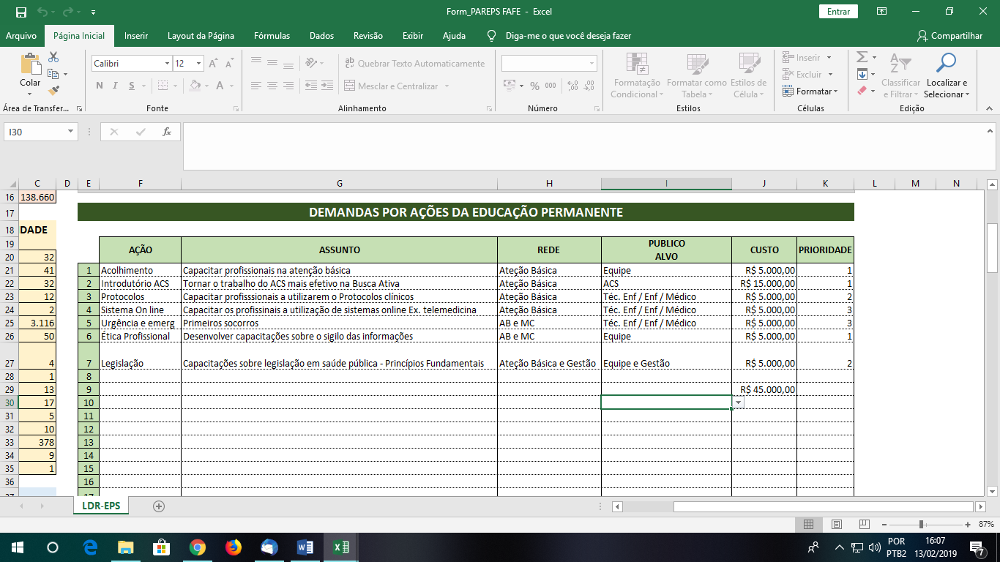 Form_PAREPS FAFE - Excel
Entrar
Arquivo Página Inicial Inserir Layout da Página Fórmulas Dados Revisão Exibir Ajuda Diga-me o que você deseja fazer Compartilhar
Colar
Área de Transfer...
Calibri 12
N I S
Fonte
Quebrar Texto Automaticamente
Mesclar e Centralizar
Alinhamento
% 000
Número
Formatação Condicional
Formatar como Tabela
Estilos de Célula
Estilos
Inserir
Excluir
Formatar
Células
Classificar e Filtrar
Localizar e Selecionar
Edição
I30
fx
C D E F G H I J K L M N
16 138.660
17 DEMANDAS POR AÇÕES DA EDUCAÇÃO PERMANENTE
18 DADE
19 AÇÃO ASSUNTO REDE PUBLICO ALVO CUSTO PRIORIDADE
20 32
21 41 1 Acolhimento Capacitar profissionais na atenção básica Ateção Básica Equipe R$ 5.000,00 1
22 32 2 Introdutório ACS Tornar o trabalho do ACS mais efetivo na Busca Ativa Ateção Básica ACS R$ 15.000,00 1
23 12 3 Protocolos Capacitar profisssionais a utilizarem o Protocolos clínicos Ateção Básica Téc. Enf / Enf / Médico R$ 5.000,00 2
24 2 4 Sistema On line Capacitar os profissinais a utilização de sistemas online Ex. telemedicina Ateção Básica Téc. Enf / Enf / Médico R$ 5.000,00 3
25 3.116 5 Urgência e emerg Primeiros socorros AB e MC Téc. Enf / Enf / Médico R$ 5.000,00 3
26 50 6 Ética Profissional Desenvolver capacitações sobre o sigilo das informações AB e MC Equipe R$ 5.000,00 1
27 4 7 Legislação Capacitações sobre legislação em saúde pública - Princípios Fundamentais Ateção Básica e Gestão Equipe e Gestão R$ 5.000,00 2
28 1 8
29 13 9 R$ 45.000,00
30 17 10
31 5 11
32 10 12
33 378 13
34 9 14
35 1 15
36 16
37 17
LDR-EPS
87%
POR
PTB2
16:07
13/02/2019
7